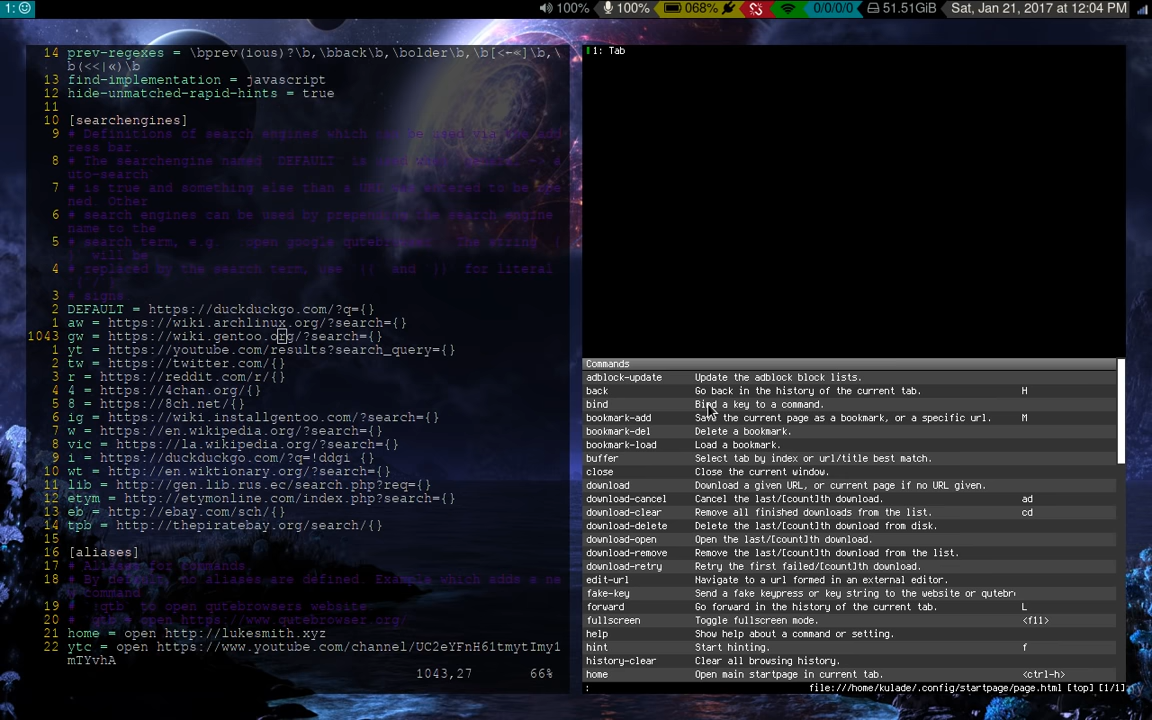 1:
100%
100%
068%
0/0/0/0
51.51GiB
Sat, Jan 21, 2017 at 12:04 PM
14 prev-regexes = \bprev(ious)?\b,\bback\b,\bolder\b,\b[<←«]\b,\
b(<<|«)\b
13 find-implementation = javascript
12 hide-unmatched-rapid-hints = true
11
10 [searchengines]
9 # Definitions of search engines which can be used via the add
ress bar.
8 # The searchengine named `DEFAULT` is used when -> a
uto-search`
7 # is true and something else than a URL was entered to be ope
ned. Other
6 # search engines can be used by prepending the search engine
name to the
5 # search term, e.g. `:open google qutebrowser`. The string `{
}` will be
4 # replaced by the search term, use `{{` and `}}` for literal
3 # signs
2 DEFAULT = https://duckduckgo.com/?q={}
1 aw = https://wiki.archlinux.org/?search={}
1043 gw = https://wiki.gentoo.org/?search={}
1 yt = https://youtube.com/results?search_query={}
2 tw = https://twitter.com/{}
3 r = https://reddit.com/r/{}
4 4 = https://4chan.org/{}
5 8 = https://8ch.net/{}
6 ig = https://wiki.installgentoo.com/?search={}
7 w = https://en.wikipedia.org/?search={}
8 vic = https://la.wikipedia.org/?search={}
9 i = https://duckduckgo.com/?q=!ddgi {}
10 wt = http://en.wiktionary.org/?search={}
11 lib = http://gen.lib.rus.ec/search.php?req={}
12 etym = http://etymonline.com/index.php?search={}
13 eb = http://ebay.com/sch/{}
14 tpb = http://thepiratebay.org/search/{}
15
16 [aliases]
17 # Aliases for commands.
18 # By default, no aliases are defined. Example which adds a ne
w command
19 # `:qtb` to open qutebrowsers website:
20 # qtb = open https://www.qutebrowser.org/
21 home = open http://lukesmith.xyz
22 ytc = open https://www.youtube.com/channel/UC2eYFnH61tmytImy1
mTYvhA
1043,27 66%
1: Tab
Commands
adblock-update Update the adblock block lists.
back Go back in the history of the current tab. H
bind Bind a key to a command.
bookmark-add Save the current page as a bookmark, or a specific url. M
bookmark-del Delete a bookmark.
bookmark-load Load a bookmark.
buffer Select tab by index or url/title best match.
close Close the current window.
download Download a given URL, or current page if no URL given.
download-cancel Cancel the last/[count]th download. ad
download-clear Remove all finished downloads from the list. cd
download-delete Delete the last/[count]th download from disk.
download-open Open the last/[count]th download.
download-remove Remove the last/[count]th download from the list.
download-retry Retry the first failed/[count]th download.
edit-url Navigate to a url formed in an external editor.
fake-key Send a fake keypress or key string to the website or qutebr
forward Go forward in the history of the current tab. L
fullscreen Toggle fullscreen mode. <f11>
help Show help about a command or setting.
hint Start hinting. f
history-clear Clear all browsing history.
home Open main startpage in current tab. <ctrl-h>
: file:///home/kulade/.config/startpage/page.html [top] [1/1]